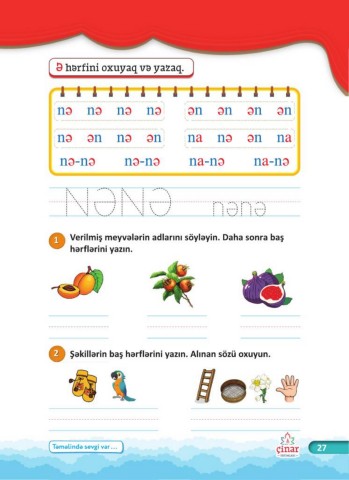 Ə hərfini oxuyaq və yazaq.
nə nə nə nə ən ən ən ən
nə ən nə ən na nə ən na
nə-nə nə-nə na-nə na-nə
NƏNƏ nənə
1 Verilmiş meyvələrin adlarını söyləyin. Daha sonra baş
hərflərini yazın.
2 Şəkillərin baş hərflərini yazın. Alınan sözü oxuyun.
Təməlində sevgi var...
çinar
27